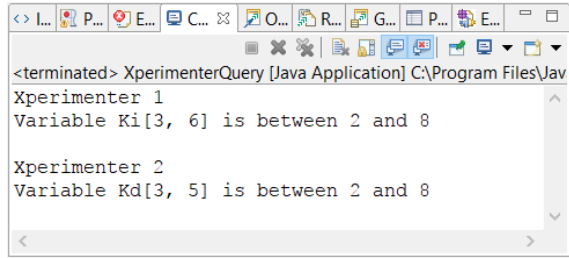 I... P... E... C... O... R... G... P... E...
<terminated> XperimenterQuery [Java Application] C:\Program Files\Jav
Xperimenter 1
Variable Ki[3, 6] is between 2 and 8
Xperimenter 2
Variable Kd[3, 5] is between 2 and 8